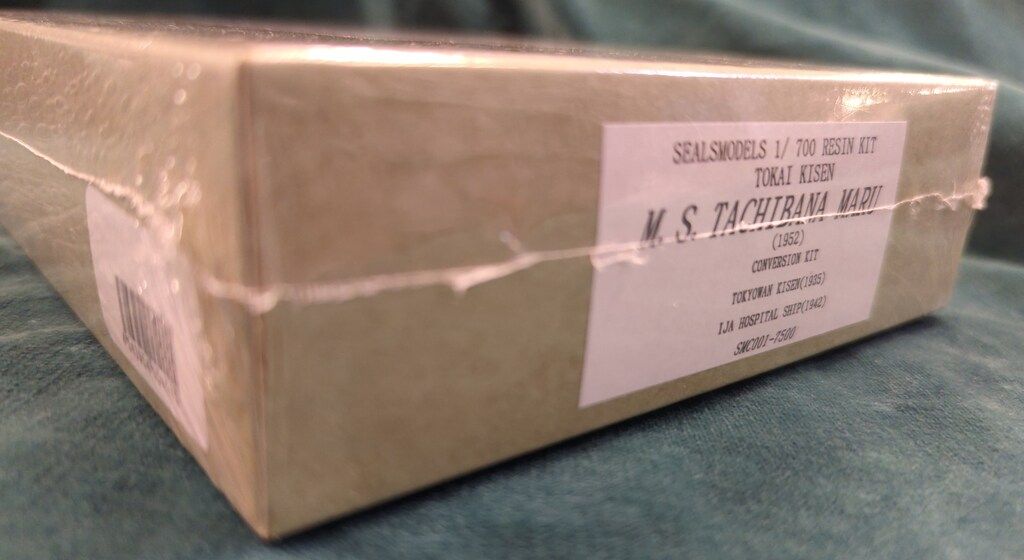 SEALSMODELS 1/ 700 RESIN KIT
TOKAI KISEN
M. S. TACHIBANA MARU
(1952)
CONVERSION KIT
TOKYOWAN KISEN(1935)
IJA HOSPITAL SHIP(1942)
SMC001-7500